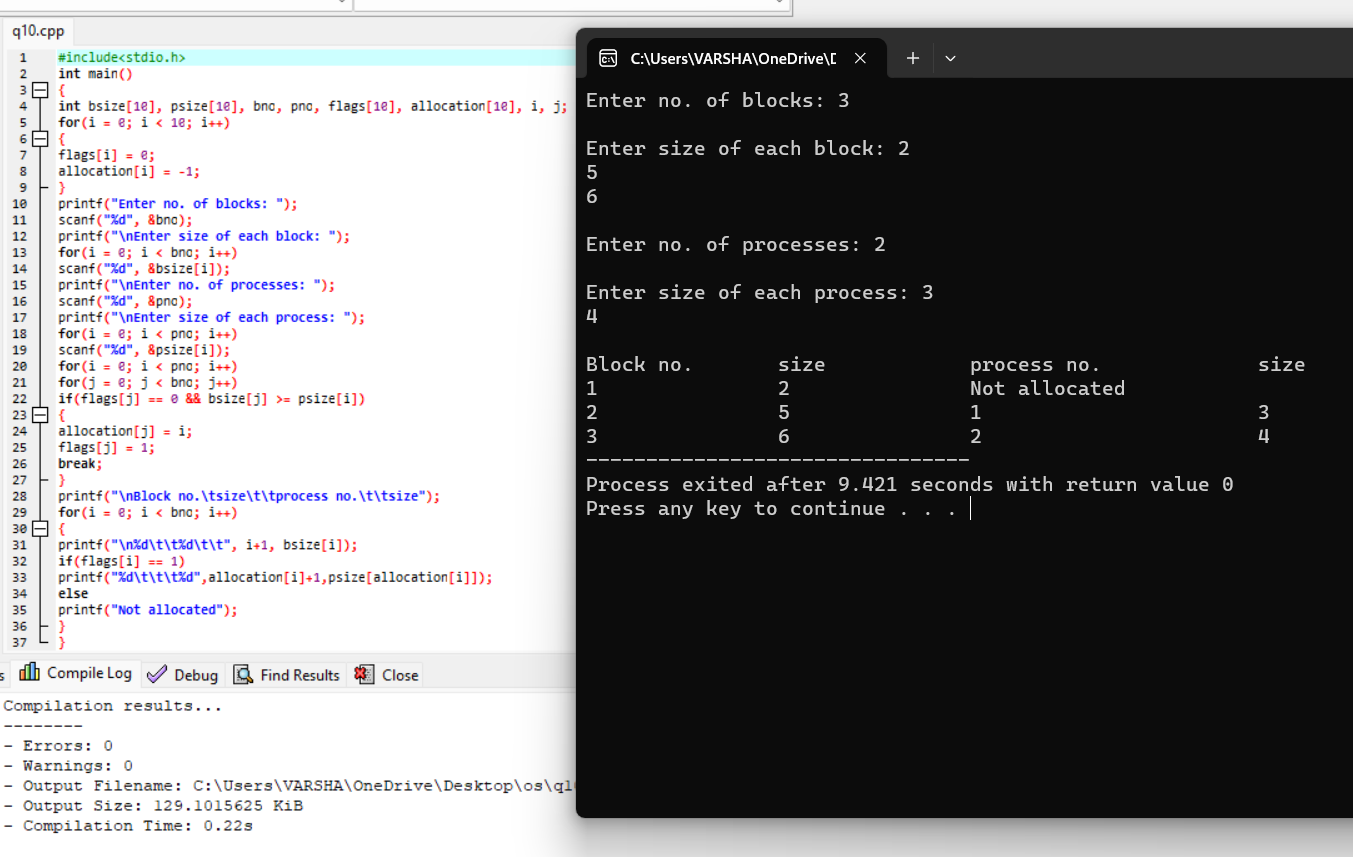 q10.cpp
1 #include<stdio.h>
2 int main()
3 {
4 int bsize[10], psize[10], bno, pno, flags[10], allocation[10], i, j;
5 for(i = 0; i < 10; i++)
6 {
7 flags[i] = 0;
8 allocation[i] = -1;
9 }
10 printf("Enter no. of blocks: ");
11 scanf("%d", &bno);
12 printf("\nEnter size of each block: ");
13 for(i = 0; i < bno; i++)
14 scanf("%d", &bsize[i]);
15 printf("\nEnter no. of processes: ");
16 scanf("%d", &pno);
17 printf("\nEnter size of each process: ");
18 for(i = 0; i < pno; i++)
19 scanf("%d", &psize[i]);
20 for(i = 0; i < pno; i++)
21 for(j = 0; j < bno; j++)
22 if(flags[j] == 0 && bsize[j] >= psize[i])
23 {
24 allocation[j] = i;
25 flags[j] = 1;
26 break;
27 }
28 printf("\nBlock no.\tsize\t\tprocess no.\t\tsize");
29 for(i = 0; i < bno; i++)
30 {
31 printf("\n%d\t\t%d\t\t", i+1, bsize[i]);
32 if(flags[i] == 1)
33 printf("%d\t\t\t%d",allocation[i]+1,psize[allocation[i]]);
34 else
35 printf("Not allocated");
36 }
37 }
s Compile Log Debug Find Results Close
Compilation results...
--------
- Errors: 0
- Warnings: 0
- Output Filename: C:\Users\VARSHA\OneDrive\Desktop\os\q1
- Output Size: 129.1015625 KiB
- Compilation Time: 0.22s
C:\Users\VARSHA\OneDrive\
Enter no. of blocks: 3
Enter size of each block: 2
5
6
Enter no. of processes: 2
Enter size of each process: 3
4
Block no. size process no. size
1 2 Not allocated
2 5 1 3
3 6 2 4
--------------------------------
Process exited after 9.421 seconds with return value 0
Press any key to continue . . .